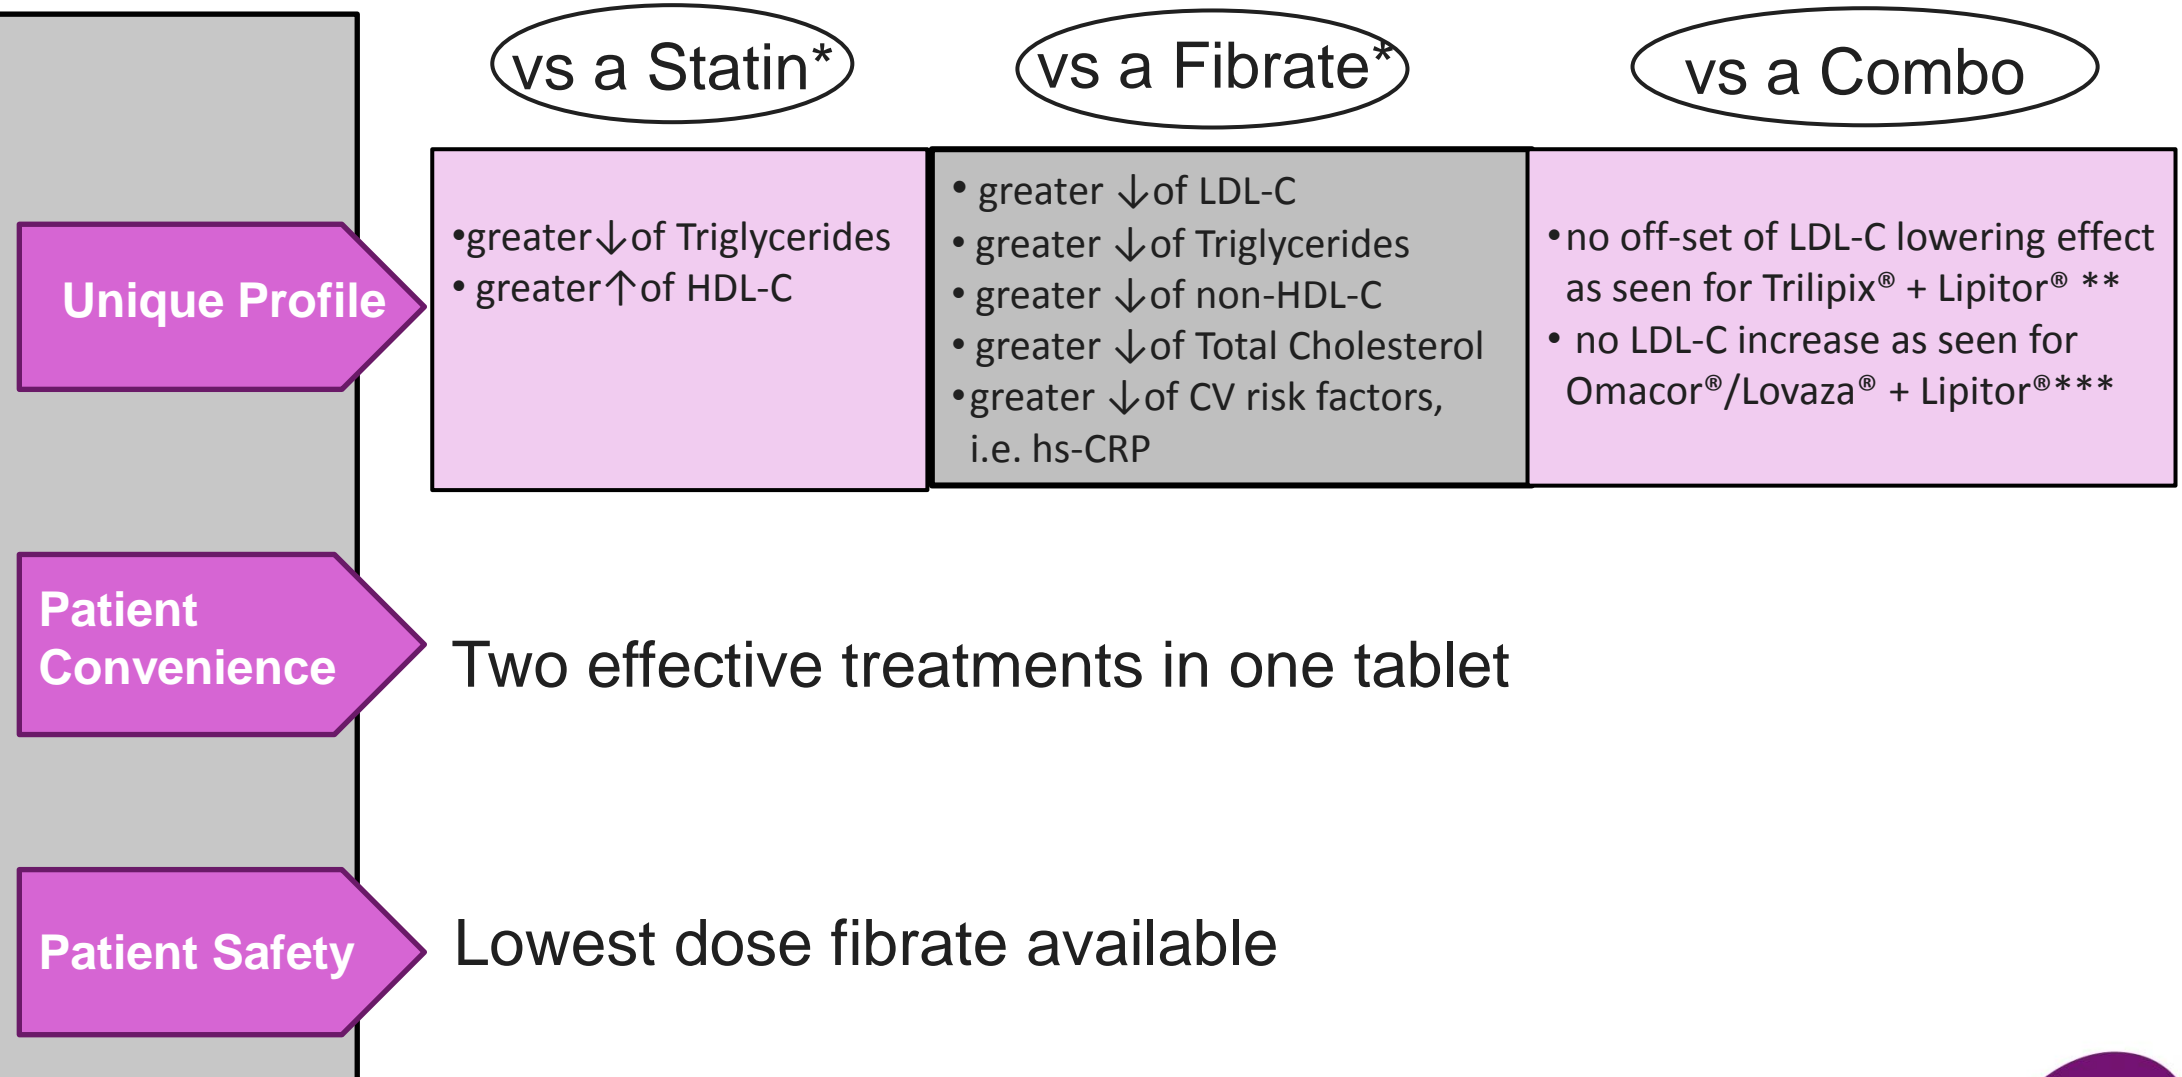 vs a Statin*
vs a Fibrate*
vs a Combo
Unique Profile
•greater↓of Triglycerides
• greater↑of HDL-C
• greater ↓of LDL-C
• greater ↓of Triglycerides
• greater ↓of non-HDL-C
• greater ↓of Total Cholesterol
•greater ↓of CV risk factors,
i.e. hs-CRP
•no off-set of LDL-C lowering effect
as seen for Trilipix® + Lipitor® **
• no LDL-C increase as seen for
Omacor®/Lovaza® + Lipitor®***
Patient
Convenience
Two effective treatments in one tablet
Patient Safety
Lowest dose fibrate available